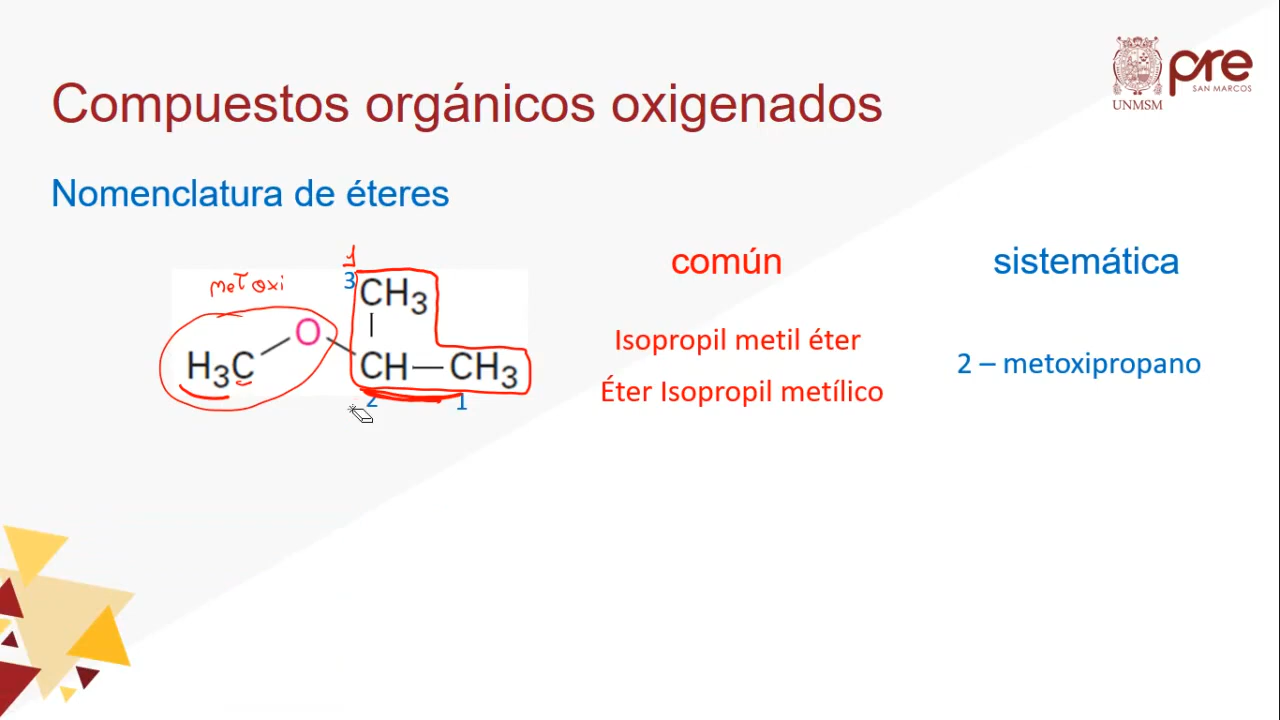 Compuestos orgánicos oxigenados
pre
SAN MARCOS
UNMSM
Nomenclatura de éteres
común
sistemática
metoxi
1
3
CH3
O
H3C
CH—CH3
2
1
Isopropil metil éter
Éter Isopropil metílico
2 – metoxipropano